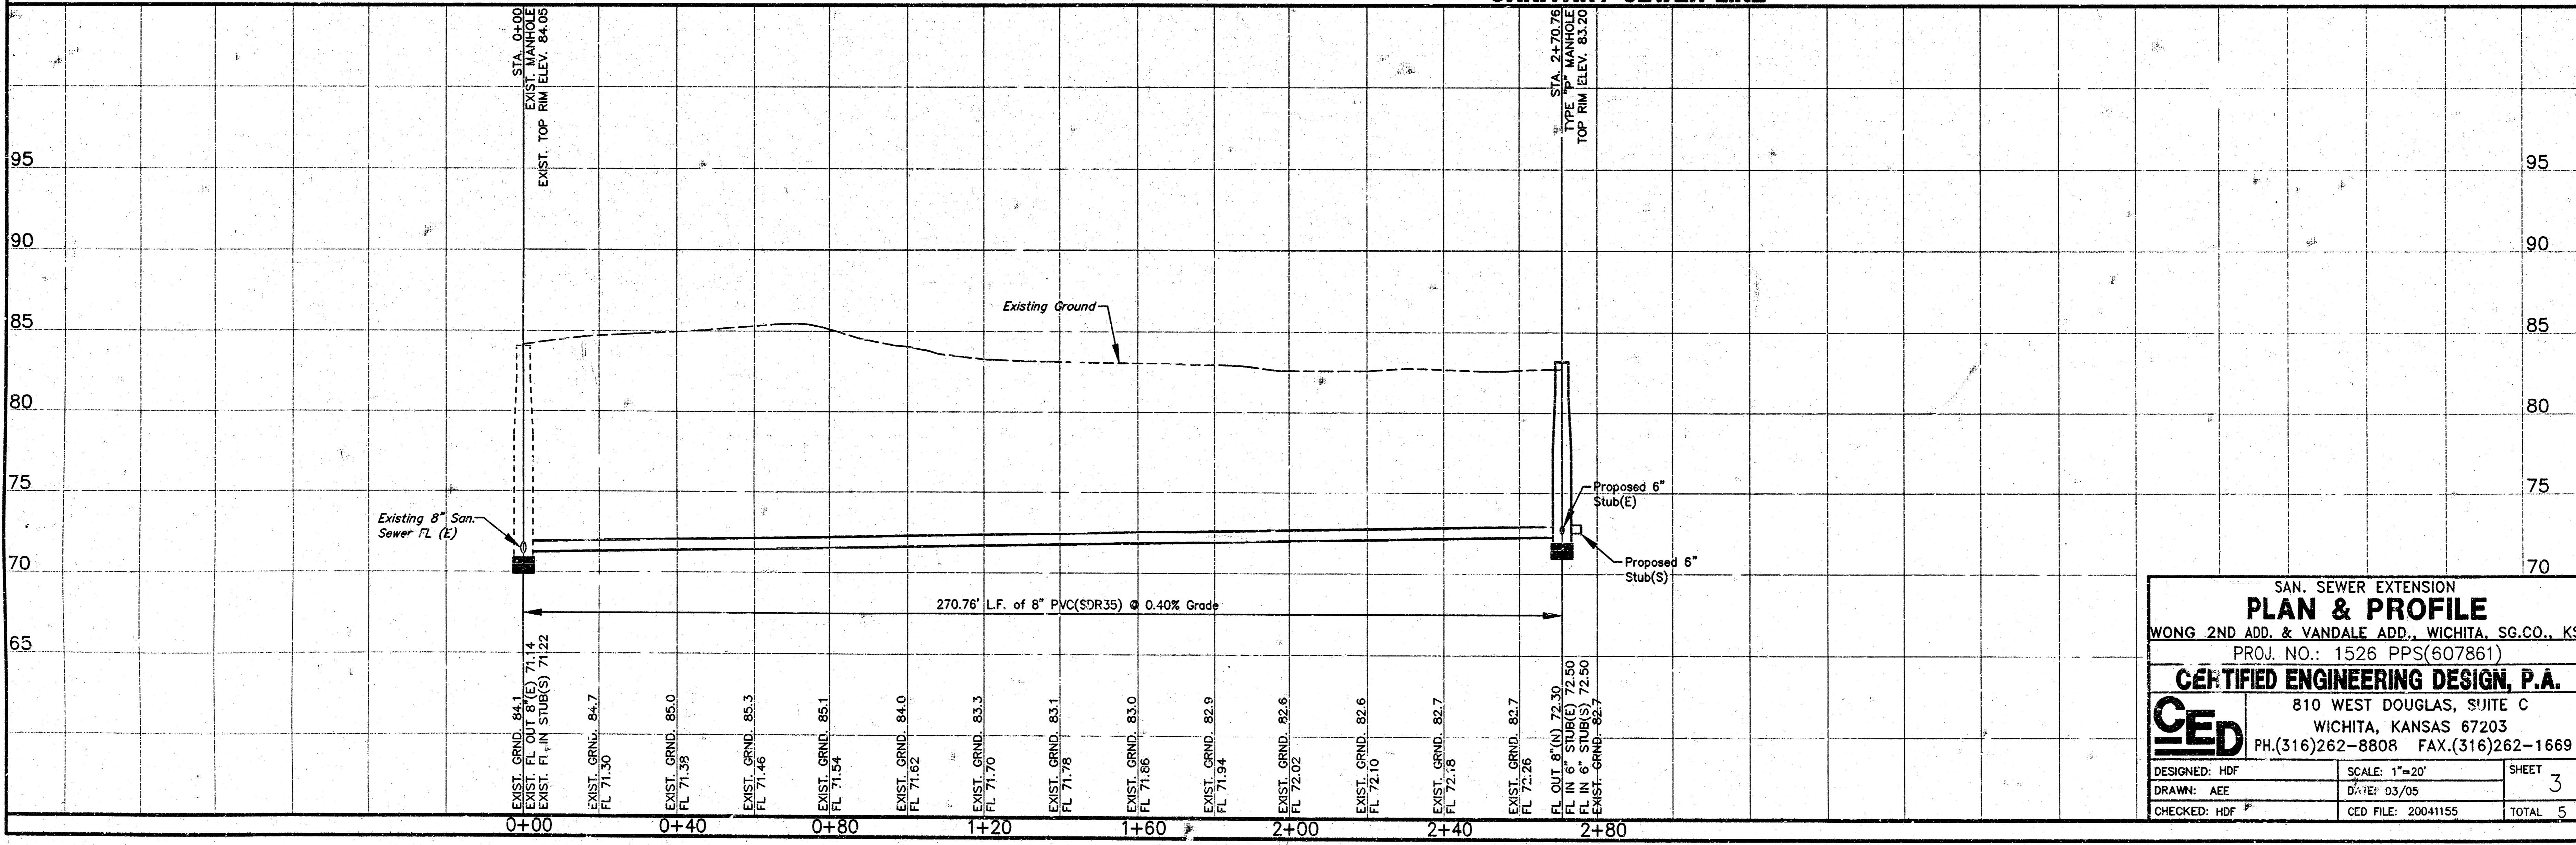 SANITARY SEWER LINE
STA. 0+00
EXIST. MANHOLE
EXIST. TOP RIM ELEV. 84.05
STA. 2+70.76
TYPE "P" MANHOLE
TOP RIM ELEV. 83.20
95
95
90
90
Existing Ground
85
85
80
80
75
75
Proposed 6"
Stub(E)
Existing 8" San.
Sewer FL (E)
Proposed 6"
Stub(S)
70
70
270.76' L.F. of 8" PVC(SDR35) @ 0.40% Grade
65
EXIST. GRND. 84.1
EXIST. FL OUT 8"(E) 71.14
EXIST. FL IN STUB(S) 71.22
EXIST. GRND. 84.7
FL 71.30
EXIST. GRND. 85.0
FL 71.38
EXIST. GRND. 85.3
FL 71.46
EXIST. GRND. 85.1
FL 71.54
EXIST. GRND. 84.0
FL 71.62
EXIST. GRND. 83.3
FL 71.70
EXIST. GRND. 83.1
FL 71.78
EXIST. GRND. 83.0
FL 71.86
EXIST. GRND. 82.9
FL 71.94
EXIST. GRND. 82.6
FL 72.02
EXIST. GRND. 82.6
FL 72.10
EXIST. GRND. 82.7
FL 72.18
EXIST. GRND. 82.7
FL 72.26
FL OUT 8"(N) 72.30
FL IN 6" STUB(E) 72.50
FL IN 6" STUB(S) 72.50
EXIST. GRND. 82.7
0+00
0+40
0+80
1+20
1+60
2+00
2+40
2+80
SAN. SEWER EXTENSION
PLAN & PROFILE
WONG 2ND ADD. & VANDALE ADD., WICHITA, SG.CO., KS
PROJ. NO.: 1526 PPS(607861)
CERTIFIED ENGINEERING DESIGN, P.A.
CED
810 WEST DOUGLAS, SUITE C
WICHITA, KANSAS 67203
PH.(316)262-8808 FAX.(316)262-1669
DESIGNED: HDF
SCALE: 1"=20'
SHEET 3
DRAWN: AEE
DATE: 03/05
CHECKED: HDF
CED FILE: 20041155
TOTAL 5